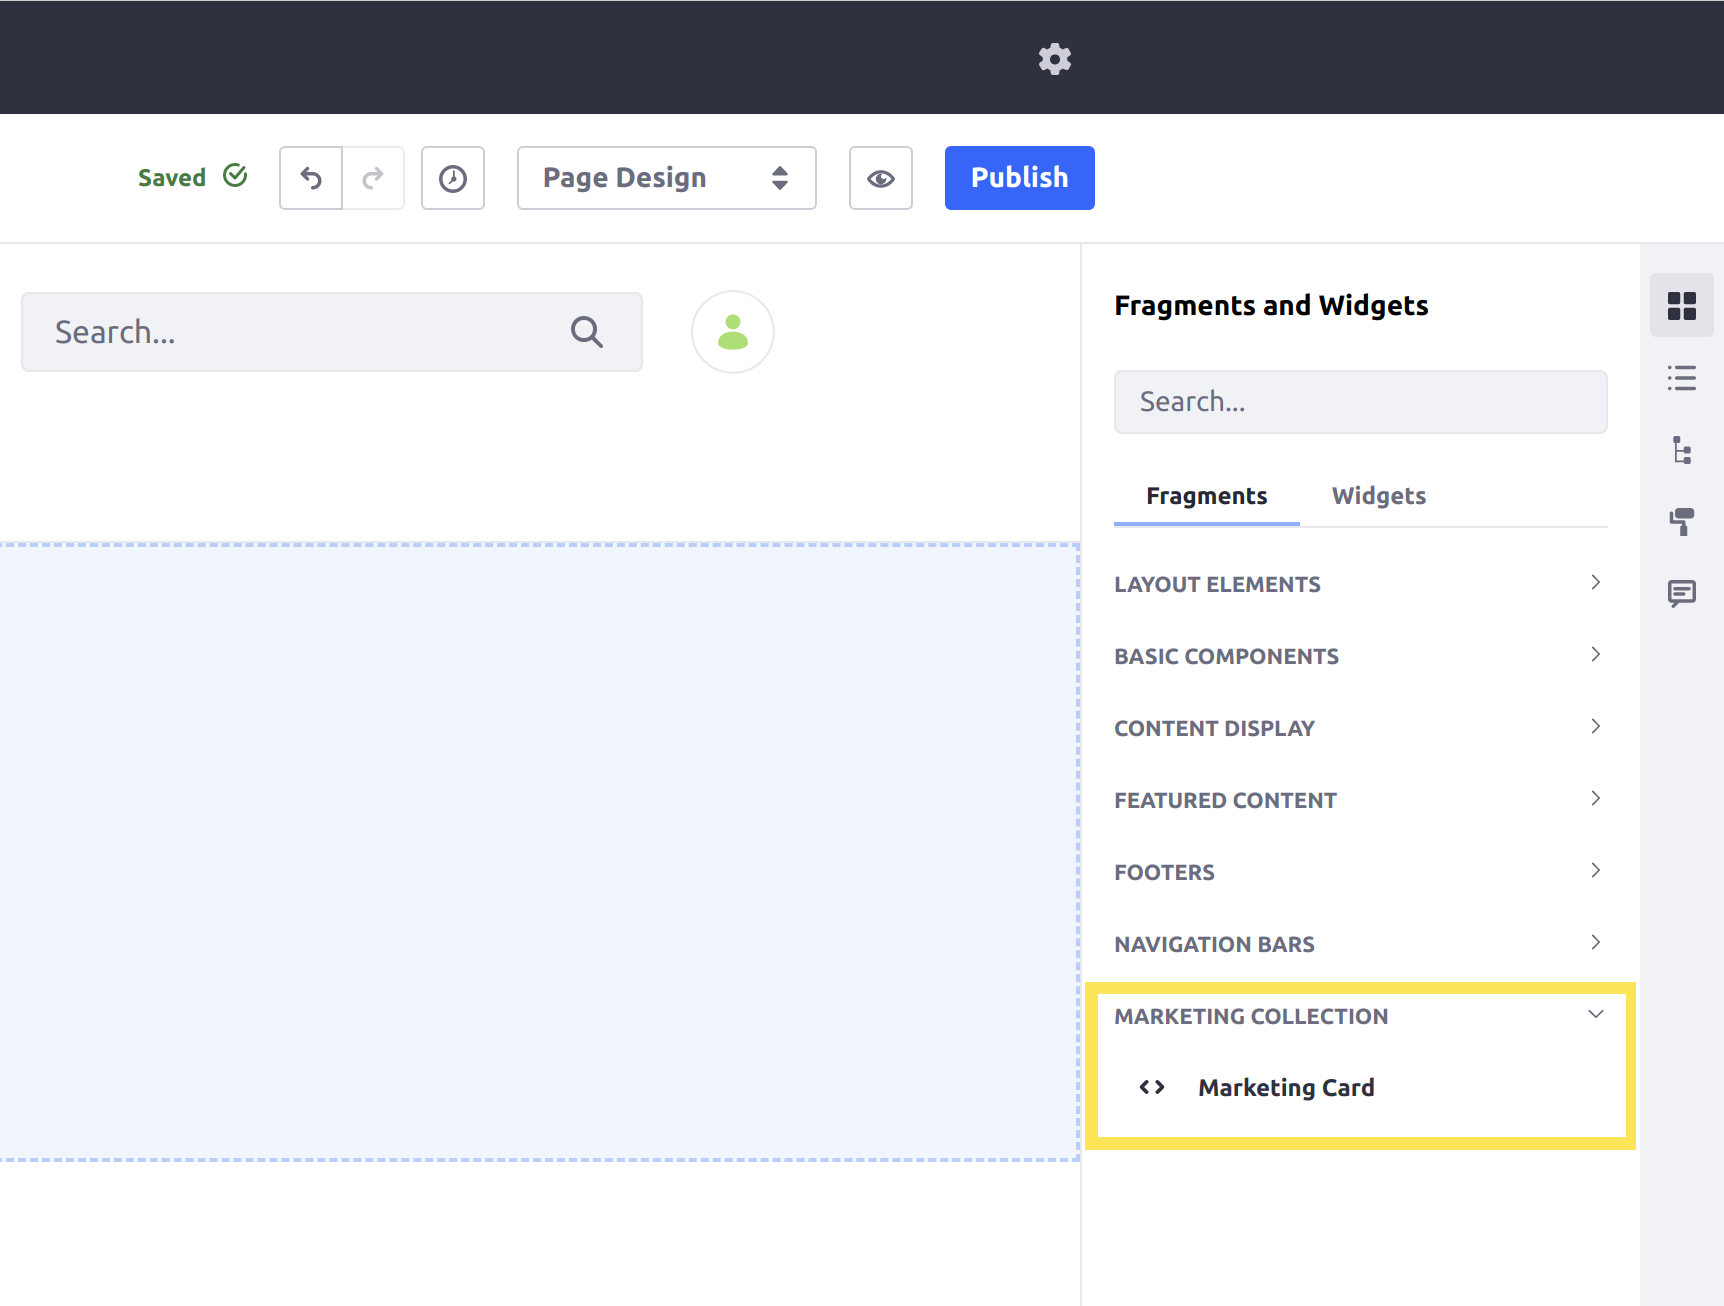 Saved
Page Design
Publish
Search...
Fragments and Widgets
Search...
Fragments Widgets
LAYOUT ELEMENTS
BASIC COMPONENTS
CONTENT DISPLAY
FEATURED CONTENT
FOOTERS
NAVIGATION BARS
MARKETING COLLECTION
Marketing Card